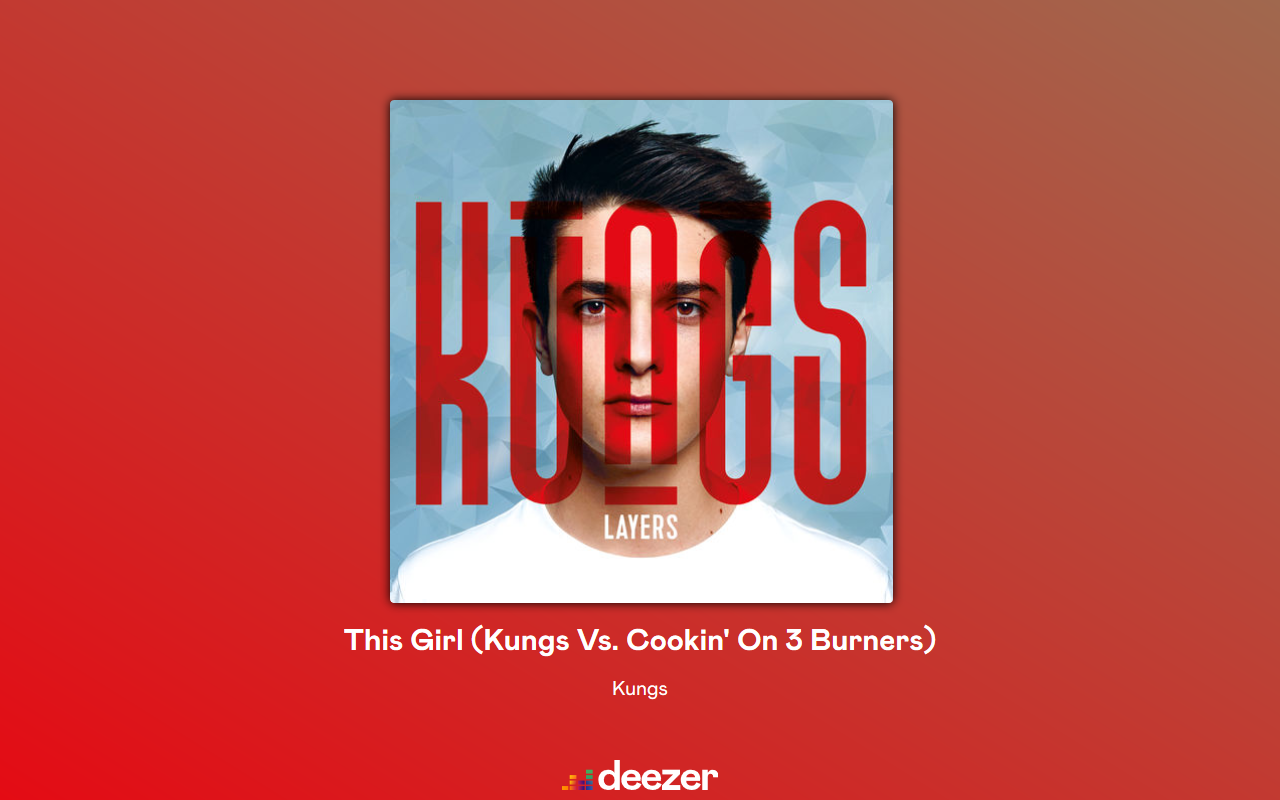 KUNGS
LAYERS
This Girl (Kungs Vs. Cookin' On 3 Burners)
Kungs
deezer